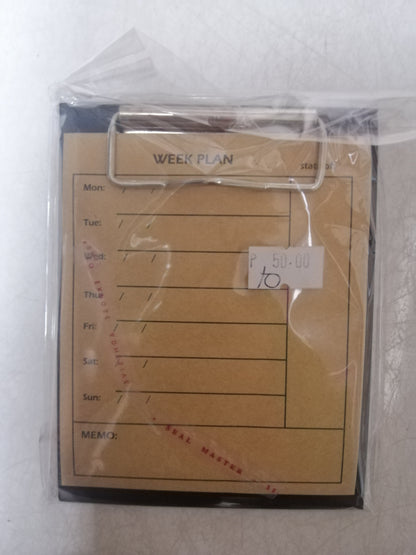 WEEK PLAN
Mon: / /
Tue: / /
Wed: / /
P 50.00
10
Thu: / /
Fri: / /
Sat: / /
Sun: / /
MEMO:
SEAL MASTER